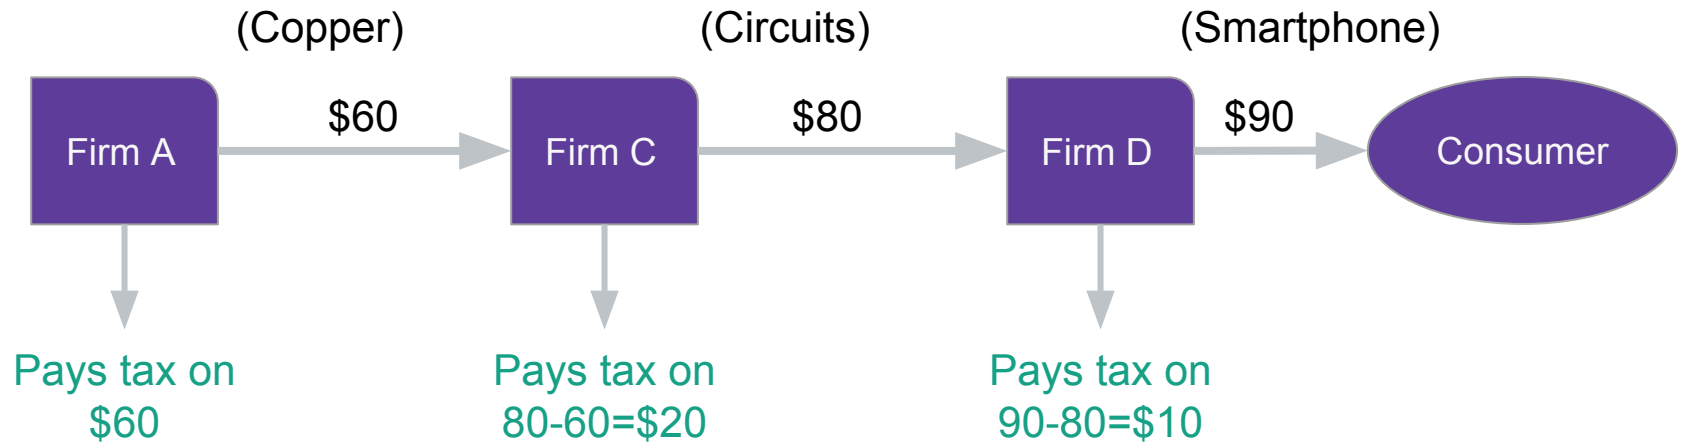 (Copper)
(Circuits)
(Smartphone)
$60
$80
$90
Firm A
Firm C
Firm D
Consumer
Pays tax on
$60
Pays tax on
80-60=$20
Pays tax on
90-80=$10